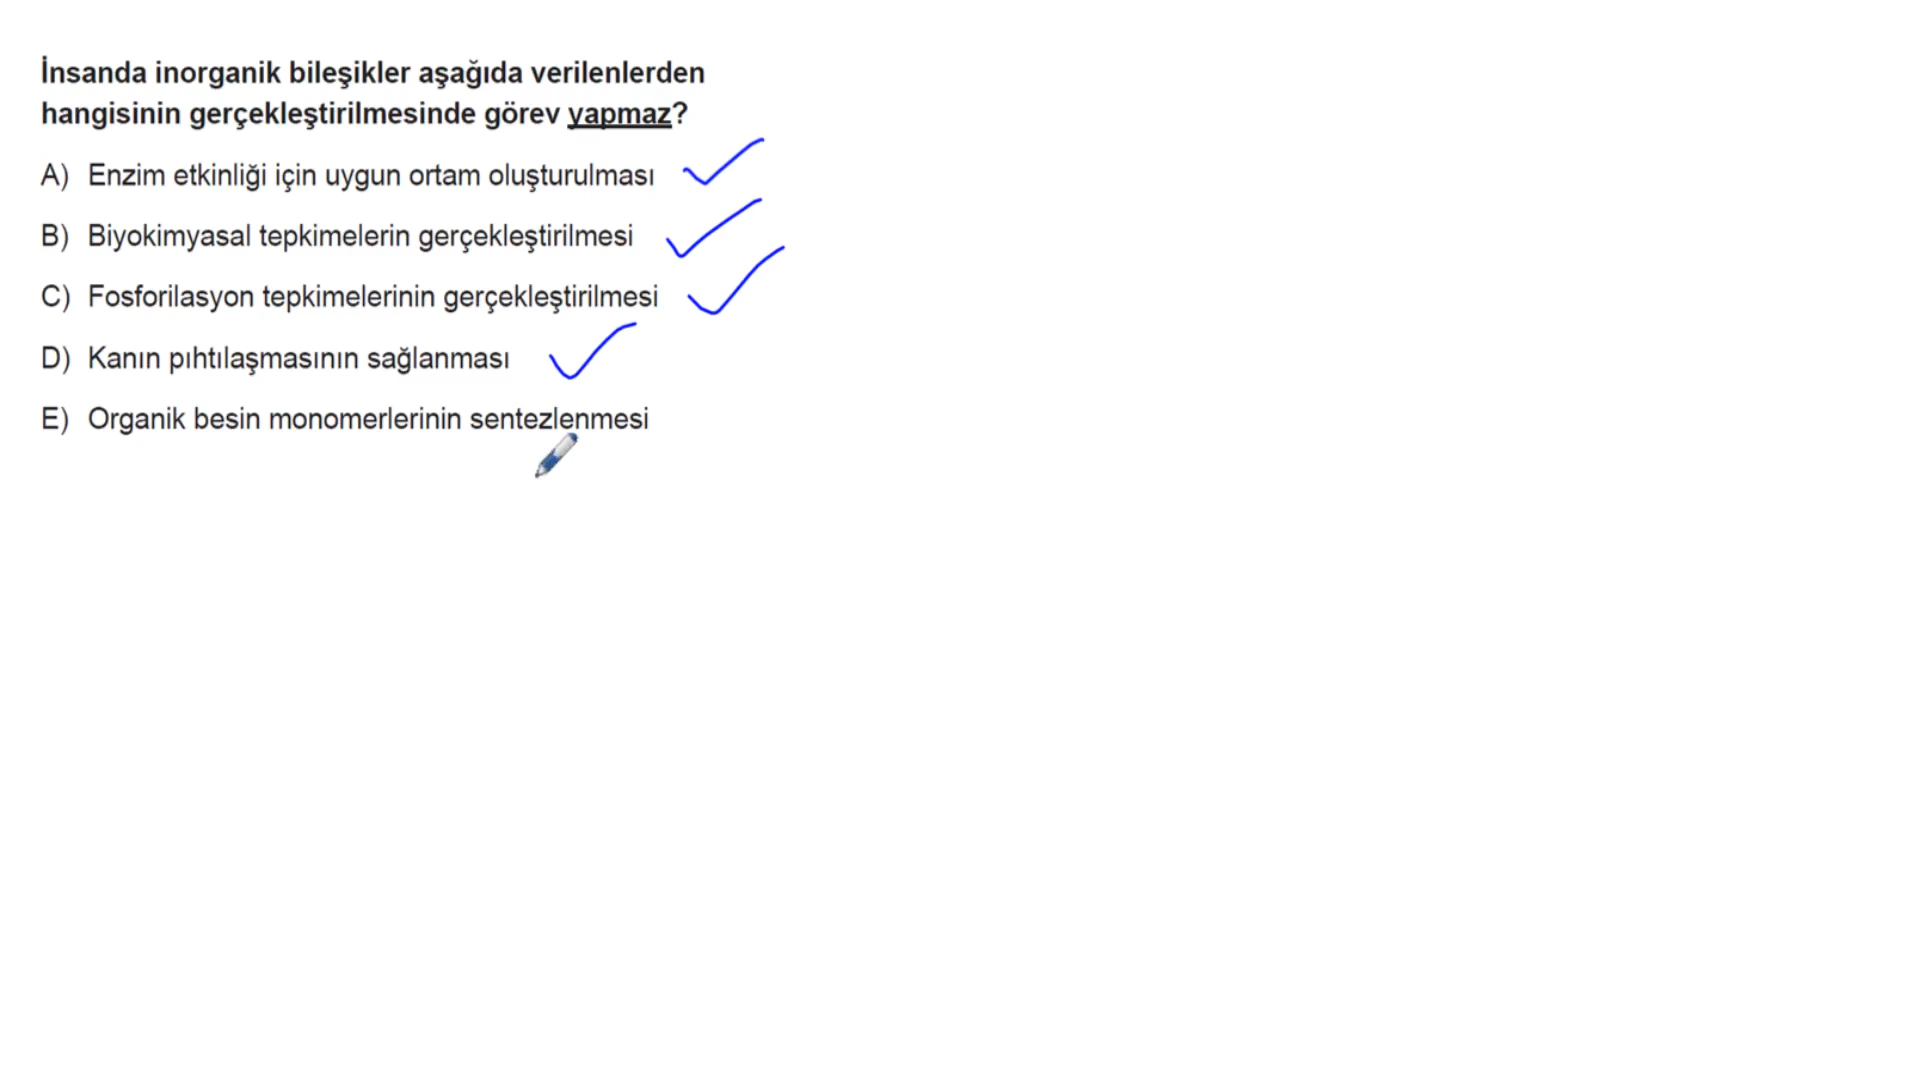 İnsanda inorganik bileşikler aşağıda verilenlerden
hangisinin gerçekleştirilmesinde görev yapmaz?
A) Enzim etkinliği için uygun ortam oluşturulması
B) Biyokimyasal tepkimelerin gerçekleştirilmesi
C) Fosforilasyon tepkimelerinin gerçekleştirilmesi
D) Kanın pıhtılaşmasının sağlanması
E) Organik besin monomerlerinin sentezlenmesi